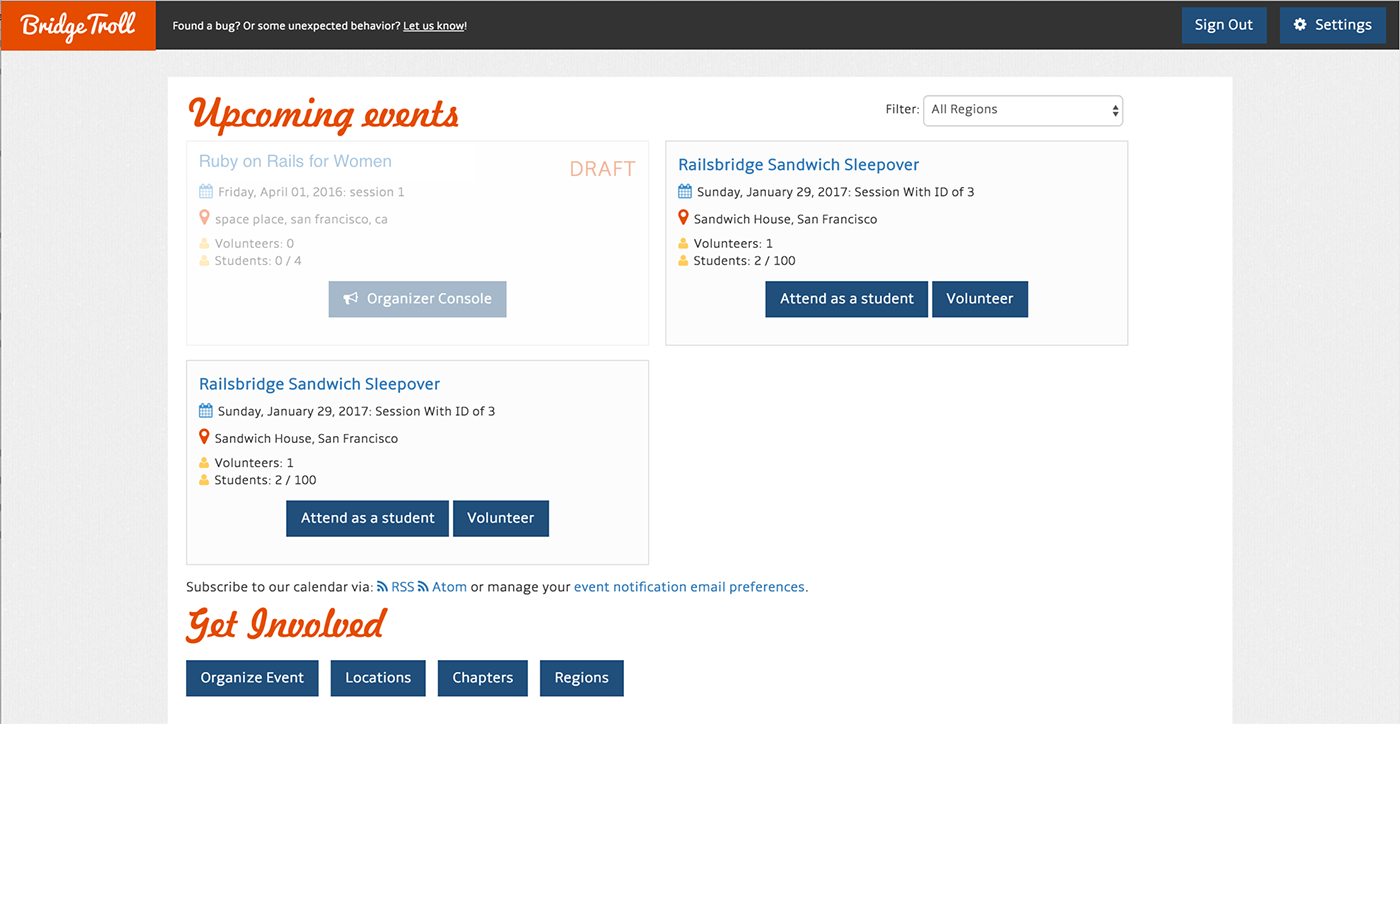 BridgeTroll
Found a bug? Or some unexpected behavior? Let us know!
Sign Out
Settings
Upcoming events
Filter: All Regions
Ruby on Rails for Women
DRAFT
Friday, April 01, 2016: session 1
space place, san francisco, ca
Volunteers: 0
Students: 0 / 4
Organizer Console
Railsbridge Sandwich Sleepover
Sunday, January 29, 2017: Session With ID of 3
Sandwich House, San Francisco
Volunteers: 1
Students: 2 / 100
Attend as a student
Volunteer
Railsbridge Sandwich Sleepover
Sunday, January 29, 2017: Session With ID of 3
Sandwich House, San Francisco
Volunteers: 1
Students: 2 / 100
Attend as a student
Volunteer
Subscribe to our calendar via: RSS Atom or manage your event notification email preferences.
Get Involved
Organize Event
Locations
Chapters
Regions